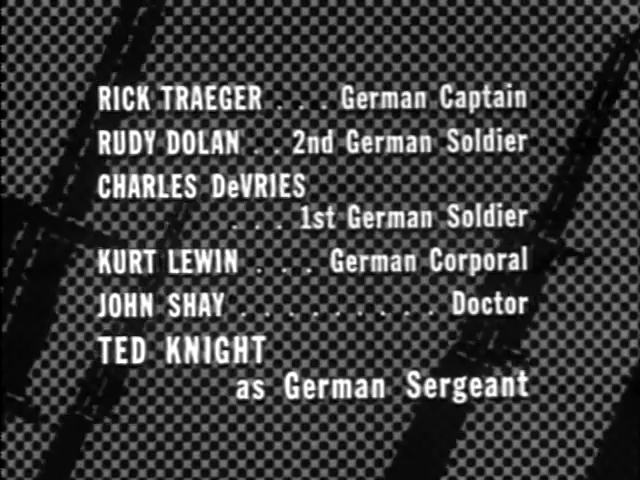 RICK TRAEGER . . . German Captain
RUDY DOLAN . . 2nd German Soldier
CHARLES DeVRIES
. . . 1st German Soldier
KURT LEWIN . . . German Corporal
JOHN SHAY . . . . . . . . . Doctor
TED KNIGHT
as German Sergeant